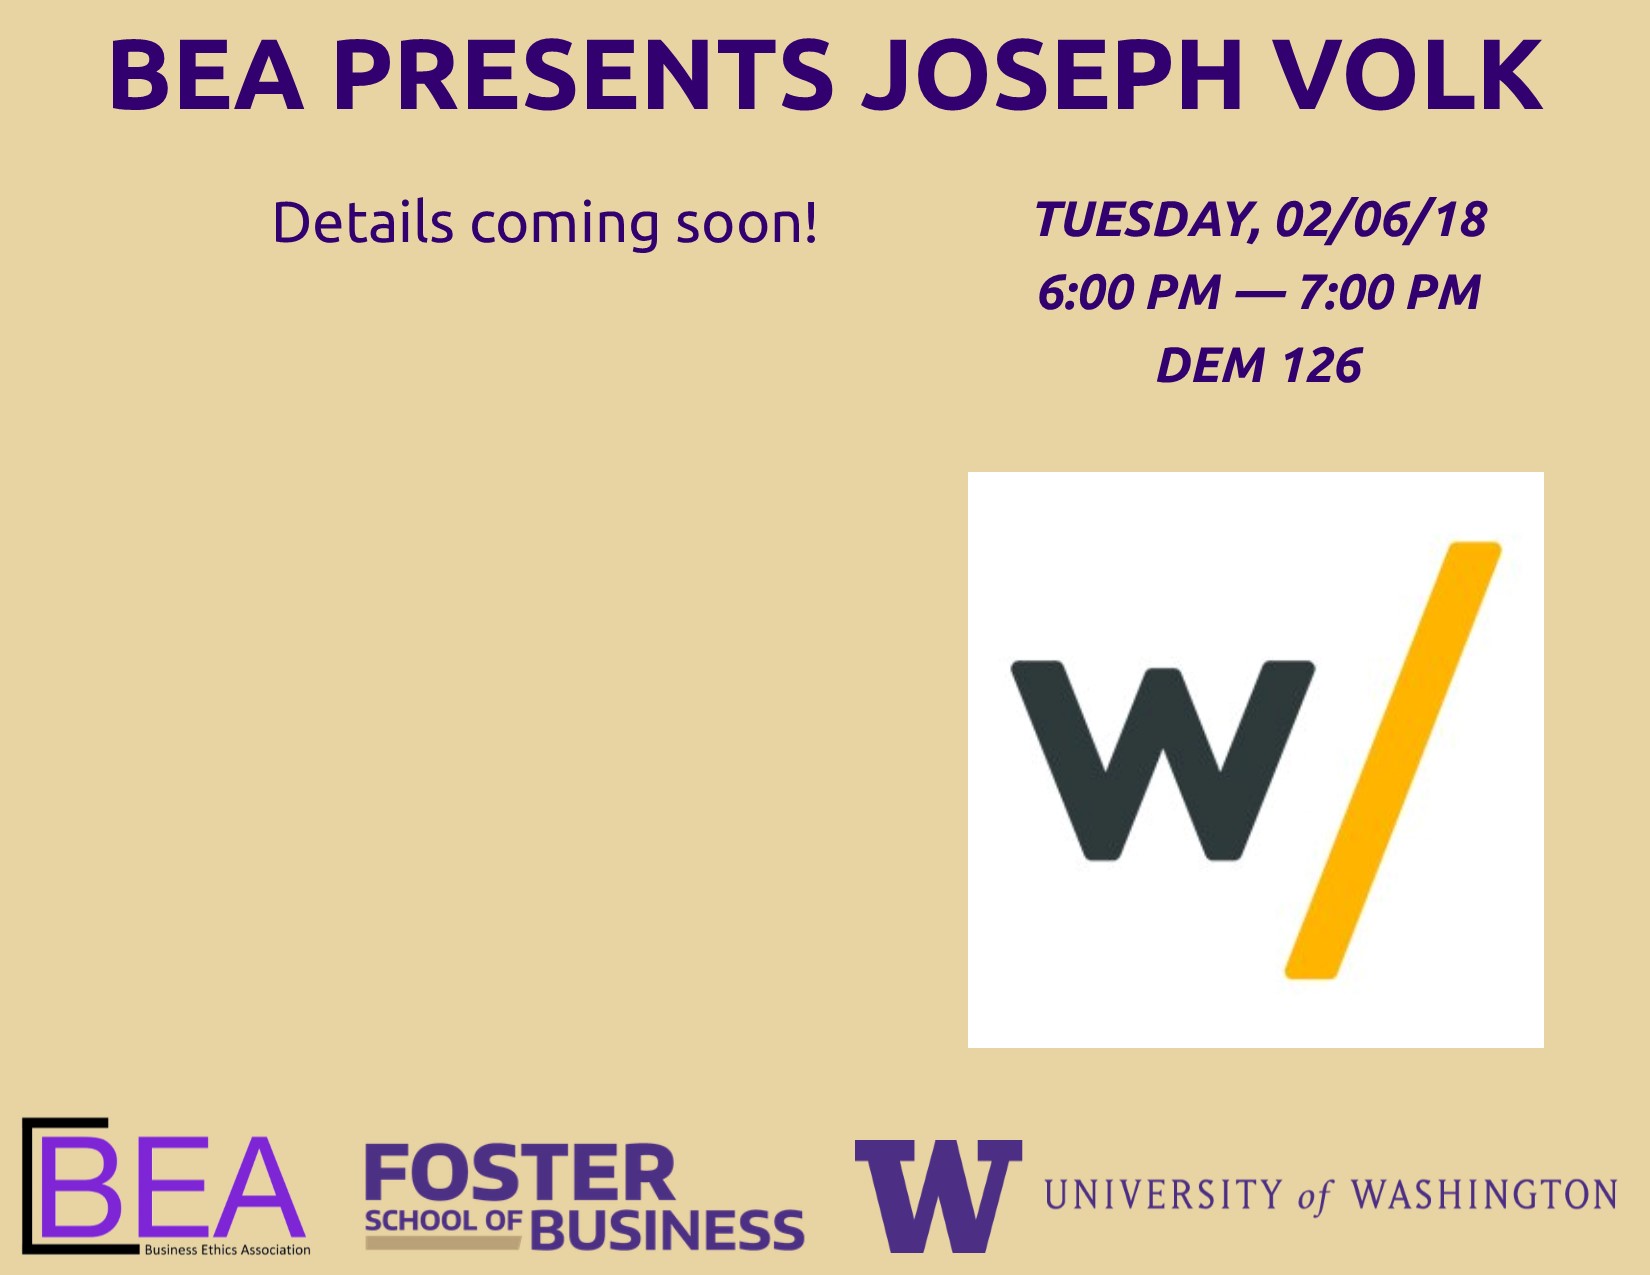 BEA PRESENTS JOSEPH VOLK
Details coming soon!
TUESDAY, 02/06/18
6:00 PM — 7:00 PM
DEM 126
w/
BEA
Business Ethics Association
FOSTER
SCHOOL OF BUSINESS
W UNIVERSITY of WASHINGTON